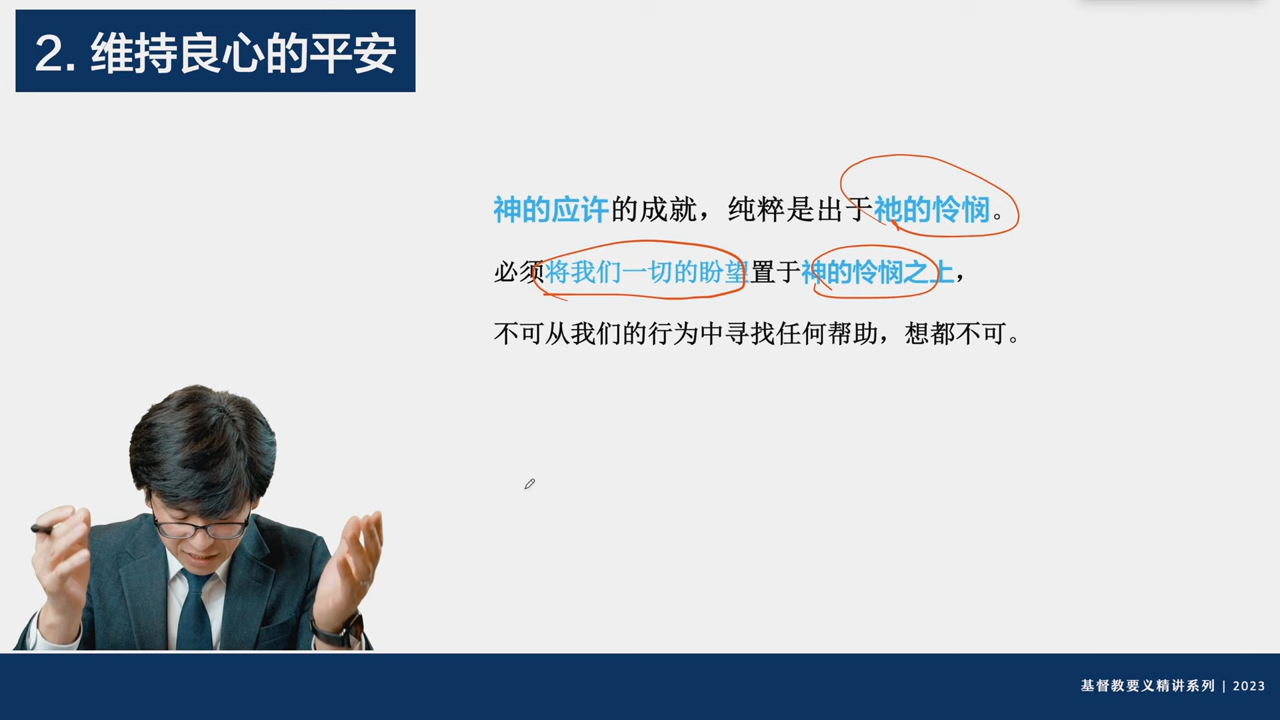 2. 维持良心的平安
神的应许的成就，纯粹是出于祂的怜悯。
必须将我们一切的盼望置于神的怜悯之上，
不可从我们的行为中寻找任何帮助，想都不可。
基督教要义精讲系列 | 2023